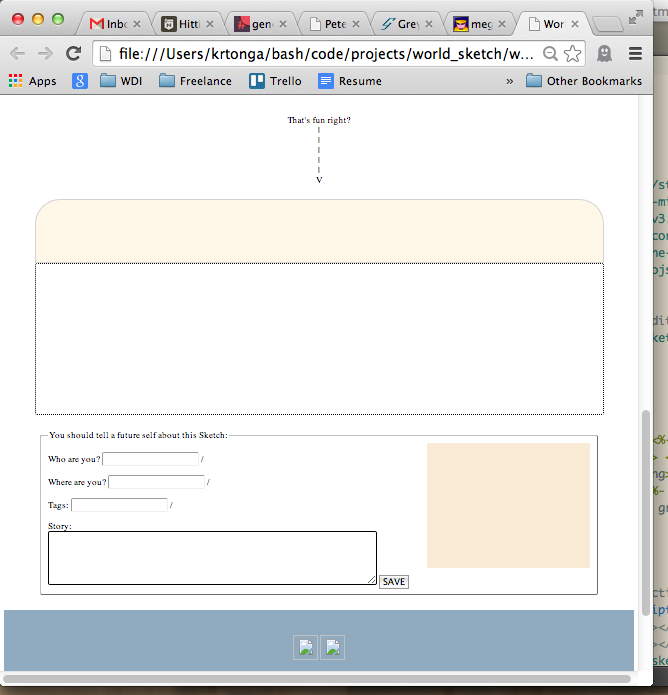 Inbo
Hitti
gen
Pete
Grey
meg
Wor
file:///Users/krtonga/bash/code/projects/world_sketch/w...
Apps
WDI
Freelance
Trello
Resume
»
Other Bookmarks
That's fun right?
V
You should tell a future self about this Sketch:
Who are you? /
Where are you? /
Tags: /
Story:
SAVE